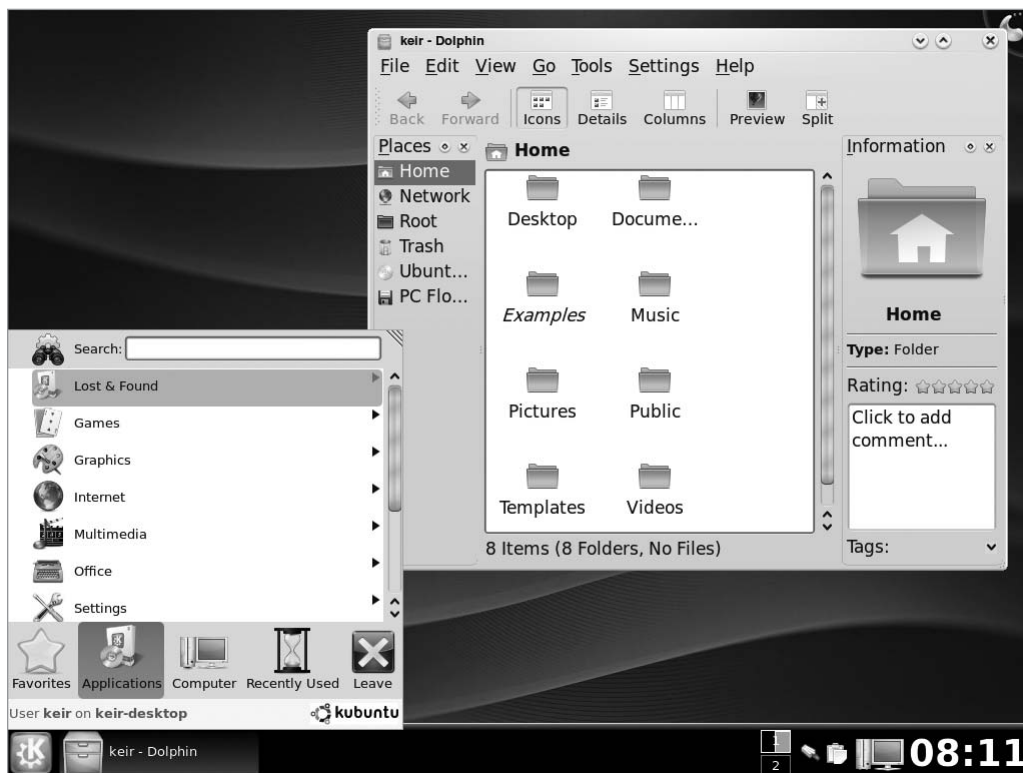 keir - Dolphin
File Edit View Go Tools Settings Help
Back Forward Icons Details Columns Preview Split
Places
Home
Network
Root
Trash
Ubunt...
PC Flo...
Home
Desktop Docume...
Examples Music
Pictures Public
Templates Videos
8 Items (8 Folders, No Files)
Information
Home
Type: Folder
Rating:
Click to add
comment...
Tags:
Search:
Lost & Found
Games
Graphics
Internet
Multimedia
Office
Settings
Favorites Applications Computer Recently Used Leave
User keir on keir-desktop
kubuntu
keir - Dolphin
1
2
08:11